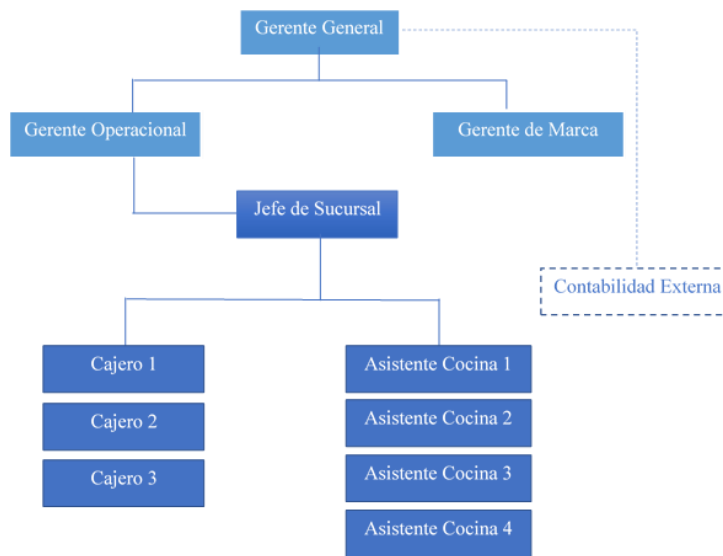 Gerente General
Gerente Operacional
Gerente de Marca
Jefe de Sucursal
Contabilidad Externa
Cajero 1
Cajero 2
Cajero 3
Asistente Cocina 1
Asistente Cocina 2
Asistente Cocina 3
Asistente Cocina 4